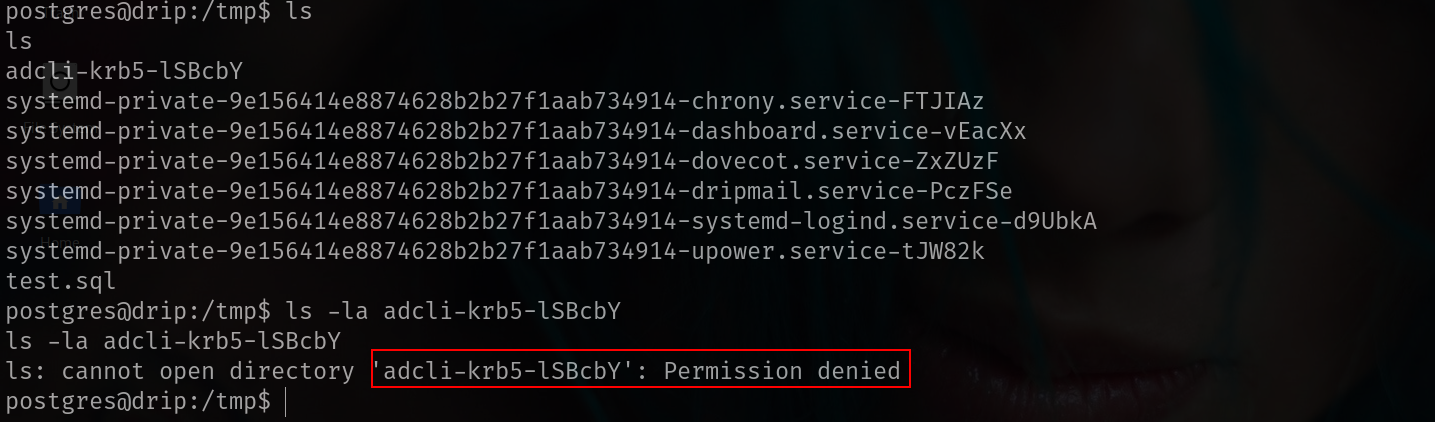 postgres@drip:/tmp$ ls
ls
adcli-krb5-lSBcbY
systemd-private-9e156414e8874628b2b27f1aab734914-chrony.service-FTJIAz
systemd-private-9e156414e8874628b2b27f1aab734914-dashboard.service-vEacXx
systemd-private-9e156414e8874628b2b27f1aab734914-dovecot.service-ZxZUzF
systemd-private-9e156414e8874628b2b27f1aab734914-dripmail.service-PczFSe
systemd-private-9e156414e8874628b2b27f1aab734914-systemd-logind.service-d9UbkA
Home
systemd-private-9e156414e8874628b2b27f1aab734914-upower.service-tJW82k
test.sql
postgres@drip:/tmp$ ls -la adcli-krb5-lSBcbY
ls -la adcli-krb5-lSBcbY
ls: cannot open directory 'adcli-krb5-lSBcbY': Permission denied
postgres@drip:/tmp$